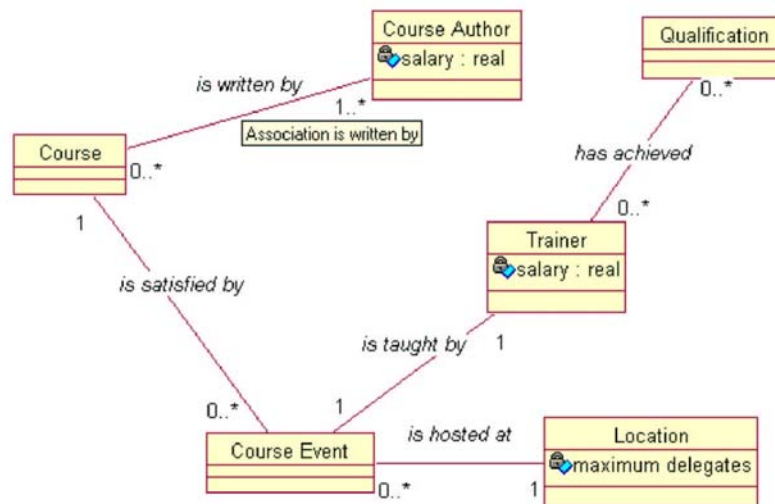 Course Author
salary : real
Qualification
is written by
1..*
0..*
Association is written by
Course
0..*
has achieved
1
0..*
Trainer
salary : real
is satisfied by
is taught by
1
0..*
1
is hosted at
Location
Course Event
maximum delegates
0..*
1